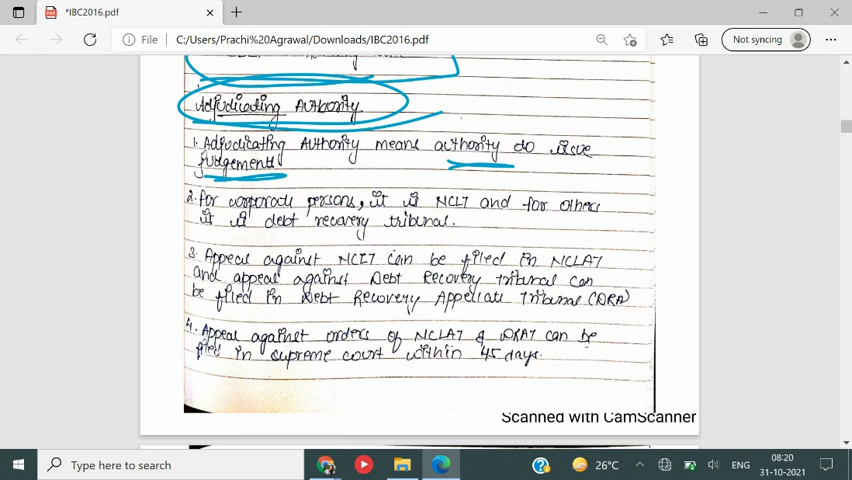 *IBC2016.pdf
File
C:/Users/Prachi%20Agrawal/Downloads/IBC2016.pdf
Not syncing
Adjudicating Authority
1. Adjudicating Authority means authority do issue
Judgements
2. For corporate persons, it is NCLT and for others
it is debt recovery tribunal.
3. Appeal against NCLT can be filed in NCLAT
and appeal against Debt Recovery Tribunal can
be filed in Debt Recovery Appellate Tribunal (DRA)
4. Appeal against orders of NCLAT & DRAT can be
filed in supreme court within 45 days.
Scanned with CamScanner
Type here to search
26°C
ENG
08:20
31-10-2021